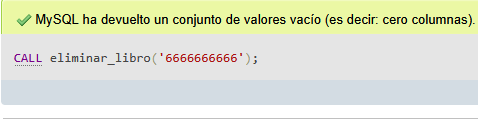 MySQL ha devuelto un conjunto de valores vacío (es decir: cero columnas).
CALL eliminar_libro('6666666666');